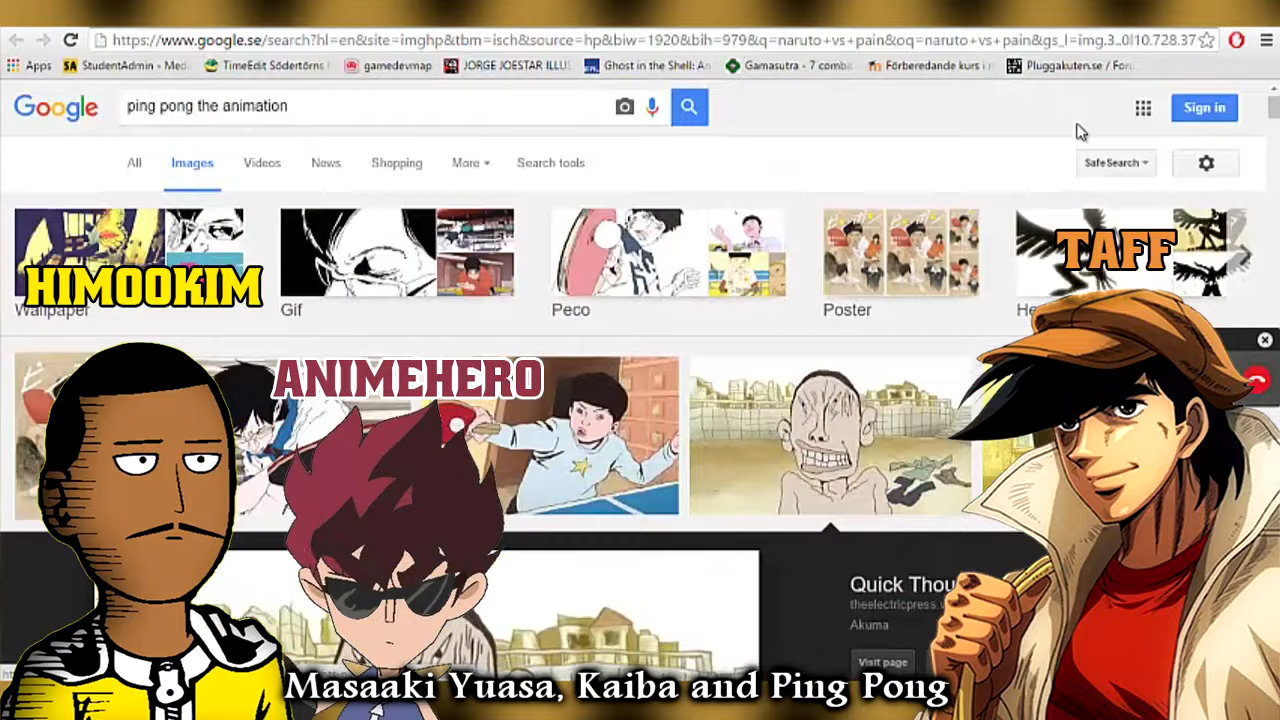 https://www.google.se/search?hl=en&site=imghp&tbm=isch&source=hp&biw=1920&bih=979&q=naruto+vs+pain&oq=naruto+vs+pain&gs_l=img.3..0l10.728.37
Apps StudentAdmin - Med TimeEdit Södertörns gamedevmap JORGE JOESTAR ILLUS Ghost in the Shell: An Gamasutra - 7 comba Förberedande kurs i m Pluggakuten.se / For
Google ping pong the animation Sign in
All Images Videos News Shopping More Search tools SafeSearch
HIMOOKIM
TAFF
Wallpaper Gif Peco Poster He
ANIMEHERO
Quick Thou
theelectricpress.
Akuma
Visit page
Masaaki Yuasa, Kaiba and Ping Pong